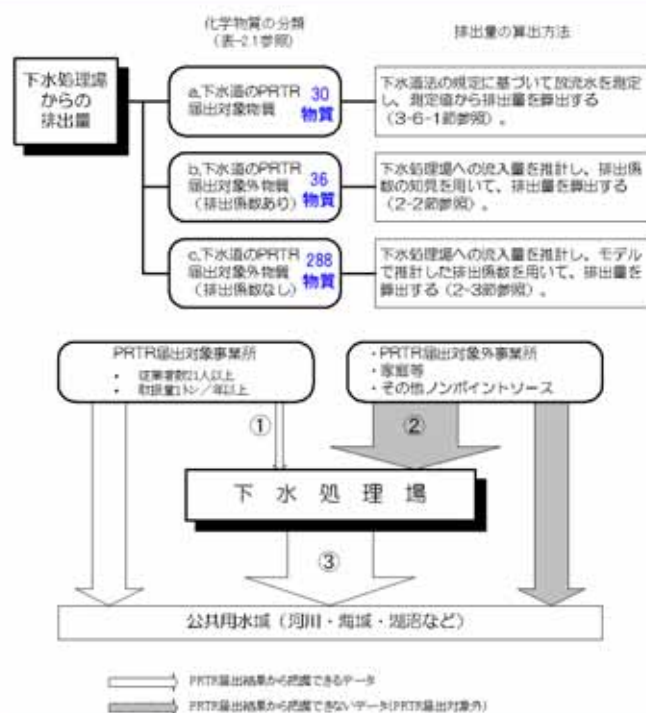 化学物質の分類
(表-2.1参照)
排出量の算出方法
下水処理場
からの
排出量
a.下水道のPRTR
届出対象物質
30
物質
下水道法の規定に基づいて放流水を測定
し、測定値から排出量を算出する
(3-6-1節参照)。
b.下水道のPRTR
届出対象外物質
(排出係数あり)
36
物質
下水処理場への流入量を推計し、排出係
数の知見を用いて、排出量を算出する
(2-2節参照)。
c.下水道のPRTR
届出対象外物質
(排出係数なし)
288
物質
下水処理場への流入量を推計し、モデル
で推計した排出係数を用いて、排出量を
算出する(2-3節参照)。
PRTR届出対象事業所
・ 従業者数21人以上
・ 取扱量1トン/年以上
・PRTR届出対象外事業所
・家庭等
・その他ノンポイントソース
①
②
下水処理場
③
公共用水域(河川・海域・湖沼など)
PRTR届出結果から把握できるデータ
PRTR届出結果から把握できないデータ(PRTR届出対象外)